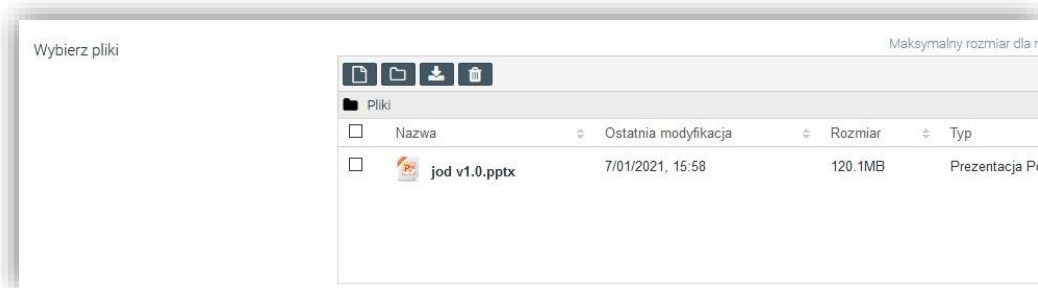 Wybierz pliki
Maksymalny rozmiar dla
Pliki
Nazwa Ostatnia modyfikacja Rozmiar Typ
jod v1.0.pptx 7/01/2021, 15:58 120.1MB Prezentacja